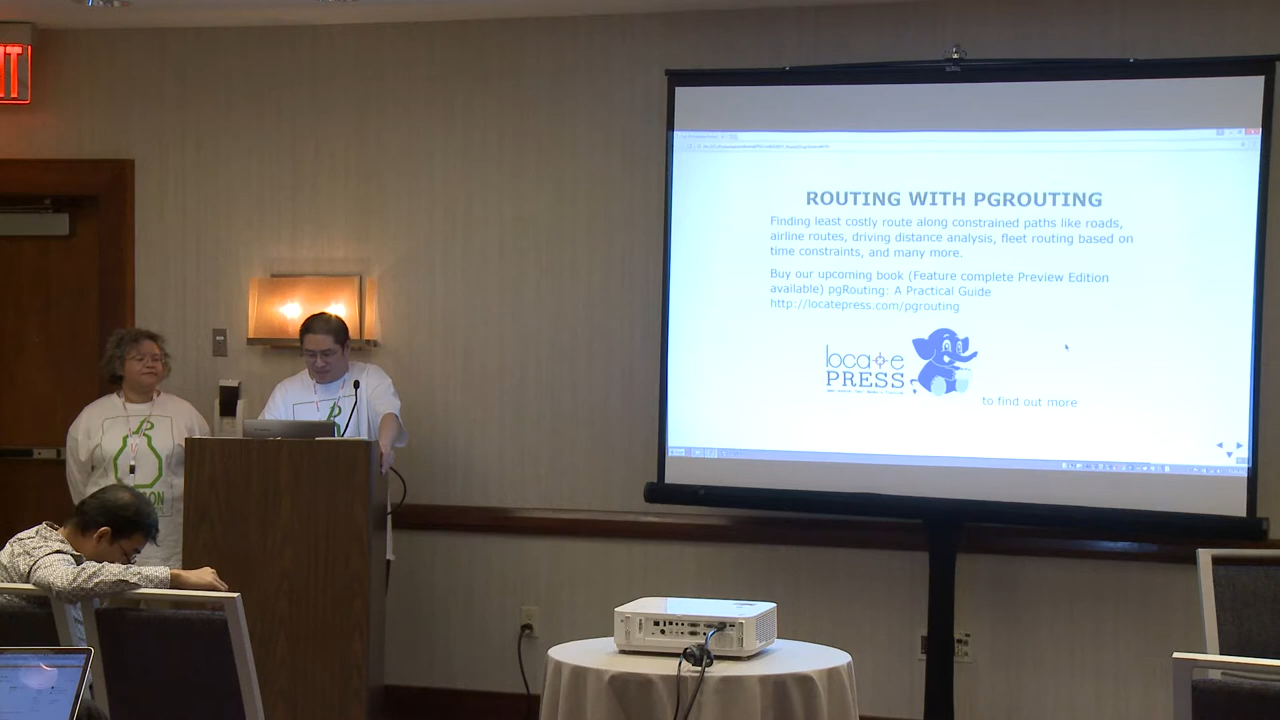 IT
ROUTING WITH PGROUTING
Finding least costly route along constrained paths like roads,
airline routes, driving distance analysis, fleet routing based on
time constraints, and many more.
Buy our upcoming book (Feature complete Preview Edition
available) pgRouting: A Practical Guide
http://locatepress.com/pgrouting
locate
PRESS
to find out more